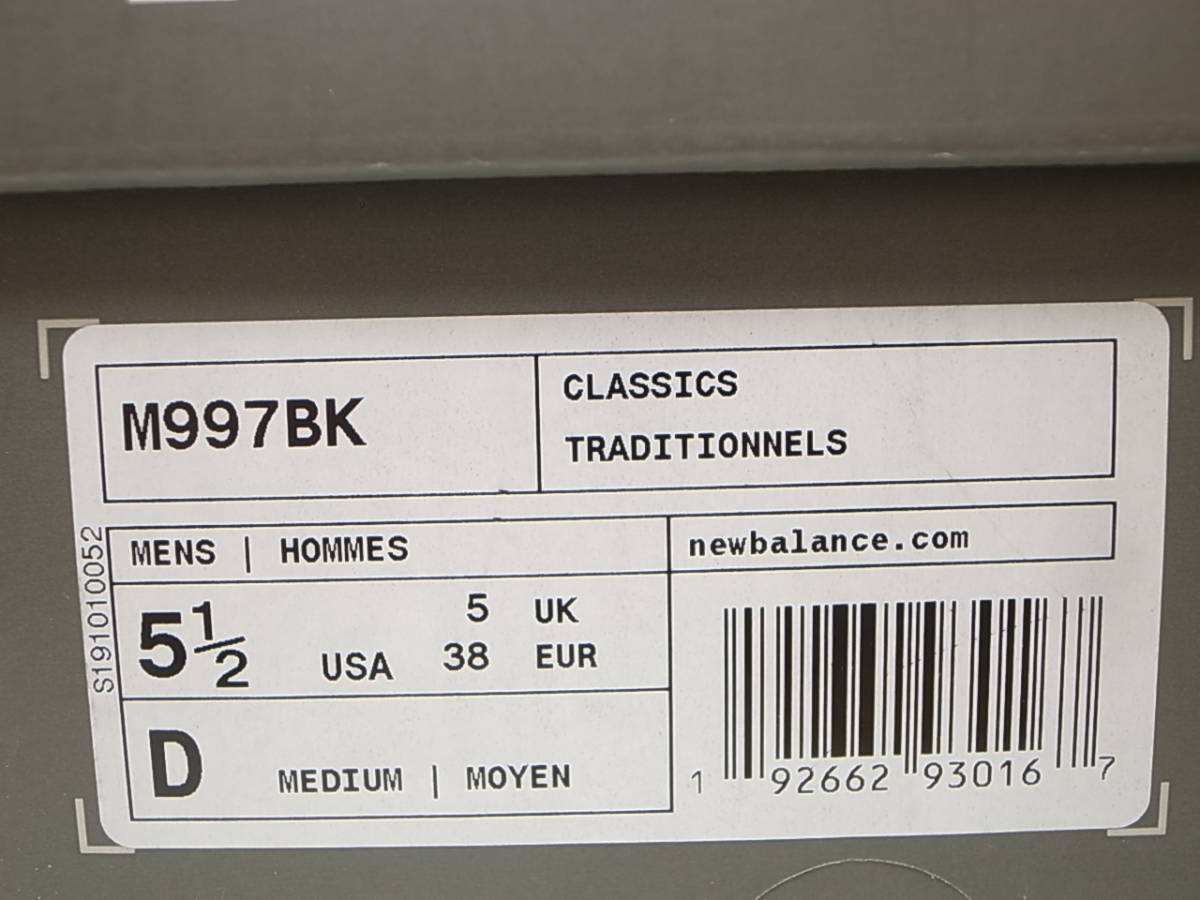 M997BK
CLASSICS
TRADITIONNELS
S191010052
MENS | HOMMES
newbalance.com
5½ USA
5 UK
38 EUR
D MEDIUM | MOYEN
1 92662 93016 7